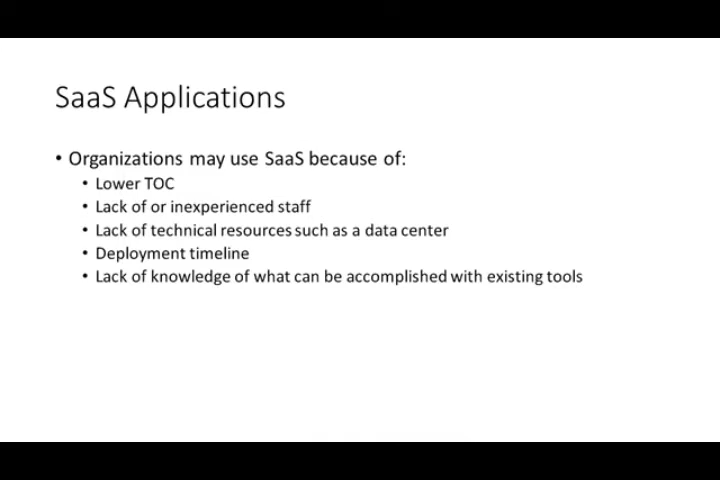 SaaS Applications
• Organizations may use SaaS because of:
• Lower TOC
• Lack of or inexperienced staff
• Lack of technical resources such as a data center
• Deployment timeline
• Lack of knowledge of what can be accomplished with existing tools